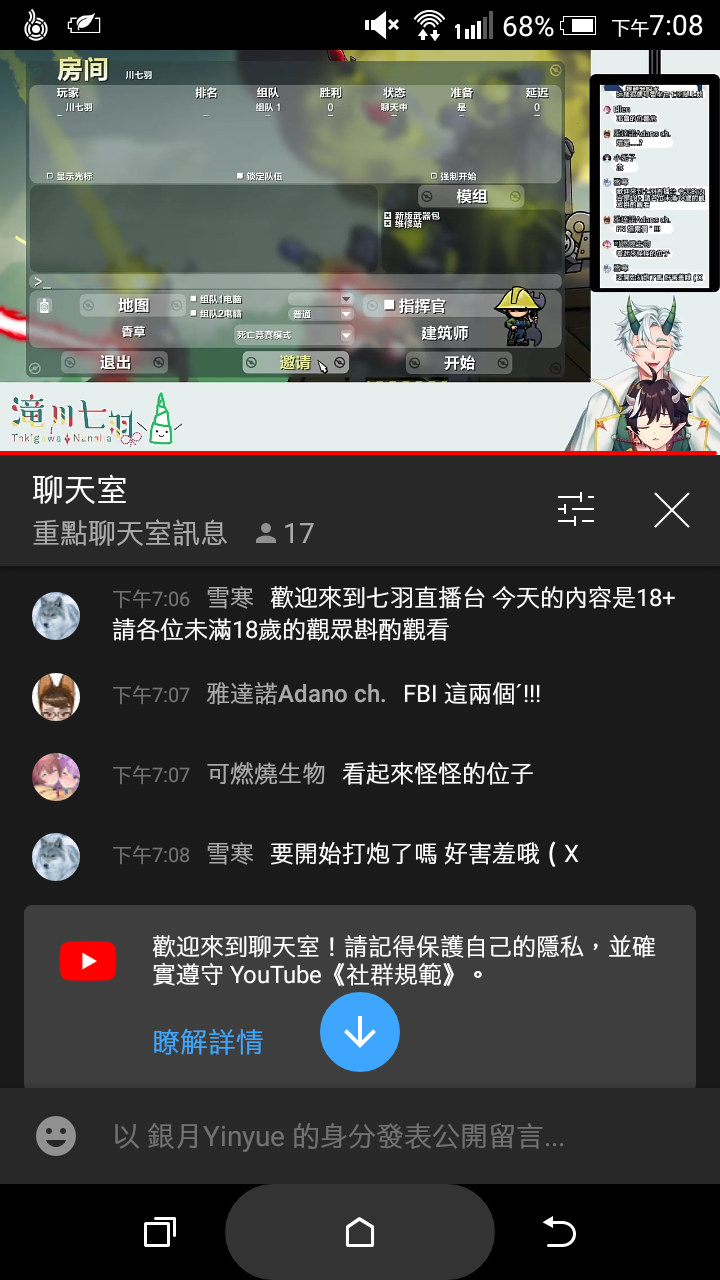 68%
下午7:08
房间 川七羽
玩家 排名 组队 胜利 状态 准备 延迟
川七羽 组队 1 0 聊天中 是 0
显示光标 锁定队伍 强制开始
模组
新版武器包
维修站
>_
地图 组队1电脑 指挥官
组队2电脑 普通
香草 死亡竞赛模式 建筑师
退出 邀请 开始
滝川七羽
Takigawa Nanaha
聊天室
重點聊天室訊息 17
下午7:06 雪寒 歡迎來到七羽直播台 今天的內容是18+
請各位未滿18歲的觀眾斟酌觀看
下午7:07 雅達諾Adano ch. FBI 這兩個ˊ!!!
下午7:07 可燃燒生物 看起來怪怪的位子
下午7:08 雪寒 要開始打炮了嗎 好害羞哦 ( X
歡迎來到聊天室！請記得保護自己的隱私，並確
實遵守 YouTube《社群規範》。
瞭解詳情
以 銀月Yinyue 的身分發表公開留言...